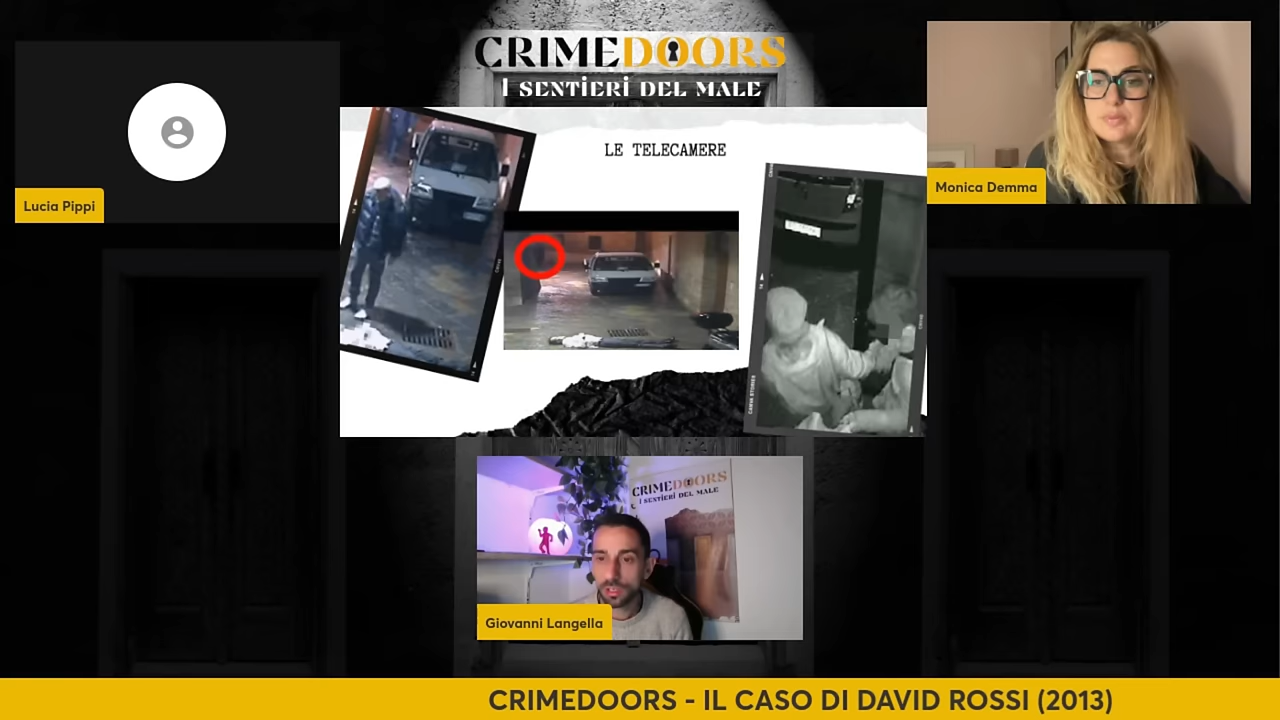 CRIMEDOORS
I SENTIERI DEL MALE
Lucia Pippi
LE TELECAMERE
Monica Demma
CRIMEDOORS
I SENTIERI DEL MALE
Giovanni Langella
CRIMEDOORS - IL CASO DI DAVID ROSSI (2013)